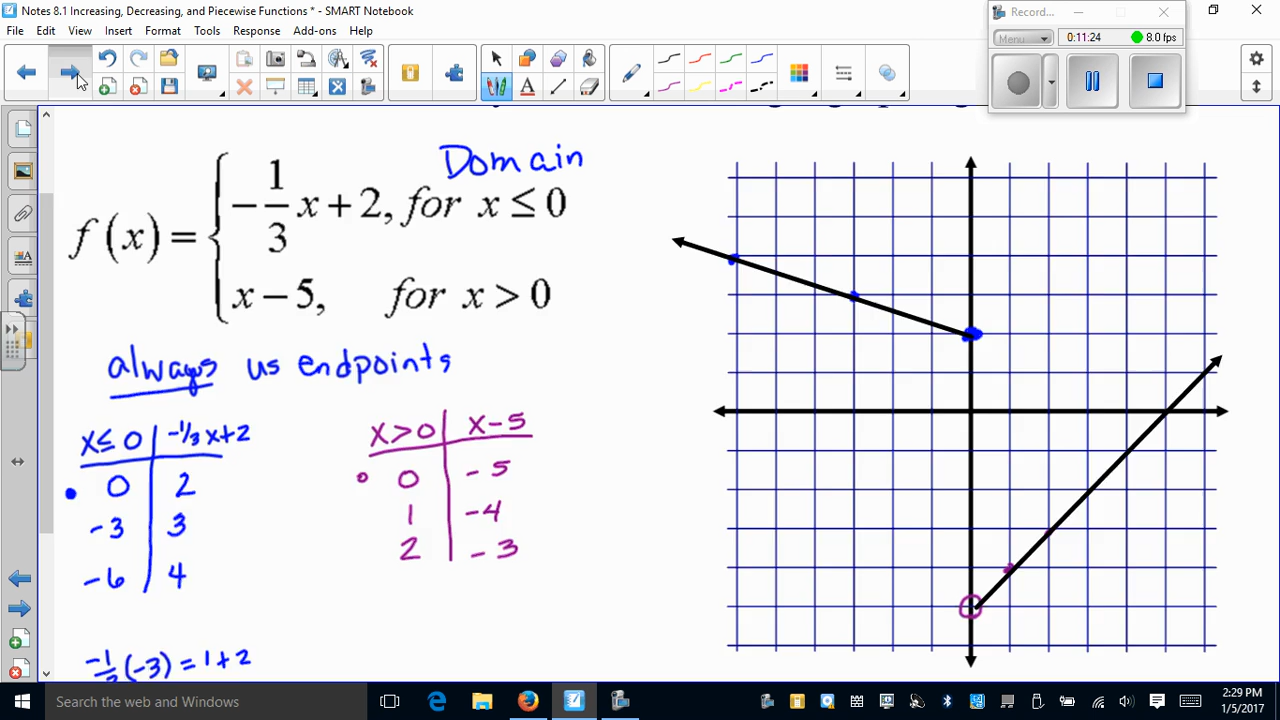 Notes 8.1 Increasing, Decreasing, and Piecewise Functions * - SMART Notebook
Record...
File Edit View Insert Format Tools Response Add-ons Help
Menu 0:11:24 8.0 fps
Domain
f(x) = { -1/3 x + 2, for x ≤ 0
x - 5, for x > 0
always us endpoints
x ≤ 0 | -1/3 x+2
0 | 2
-3 | 3
-6 | 4
x > 0 | x-5
0 | -5
1 | -4
2 | -3
(-3) = 1 + 2
Search the web and Windows
2:29 PM
1/5/2017